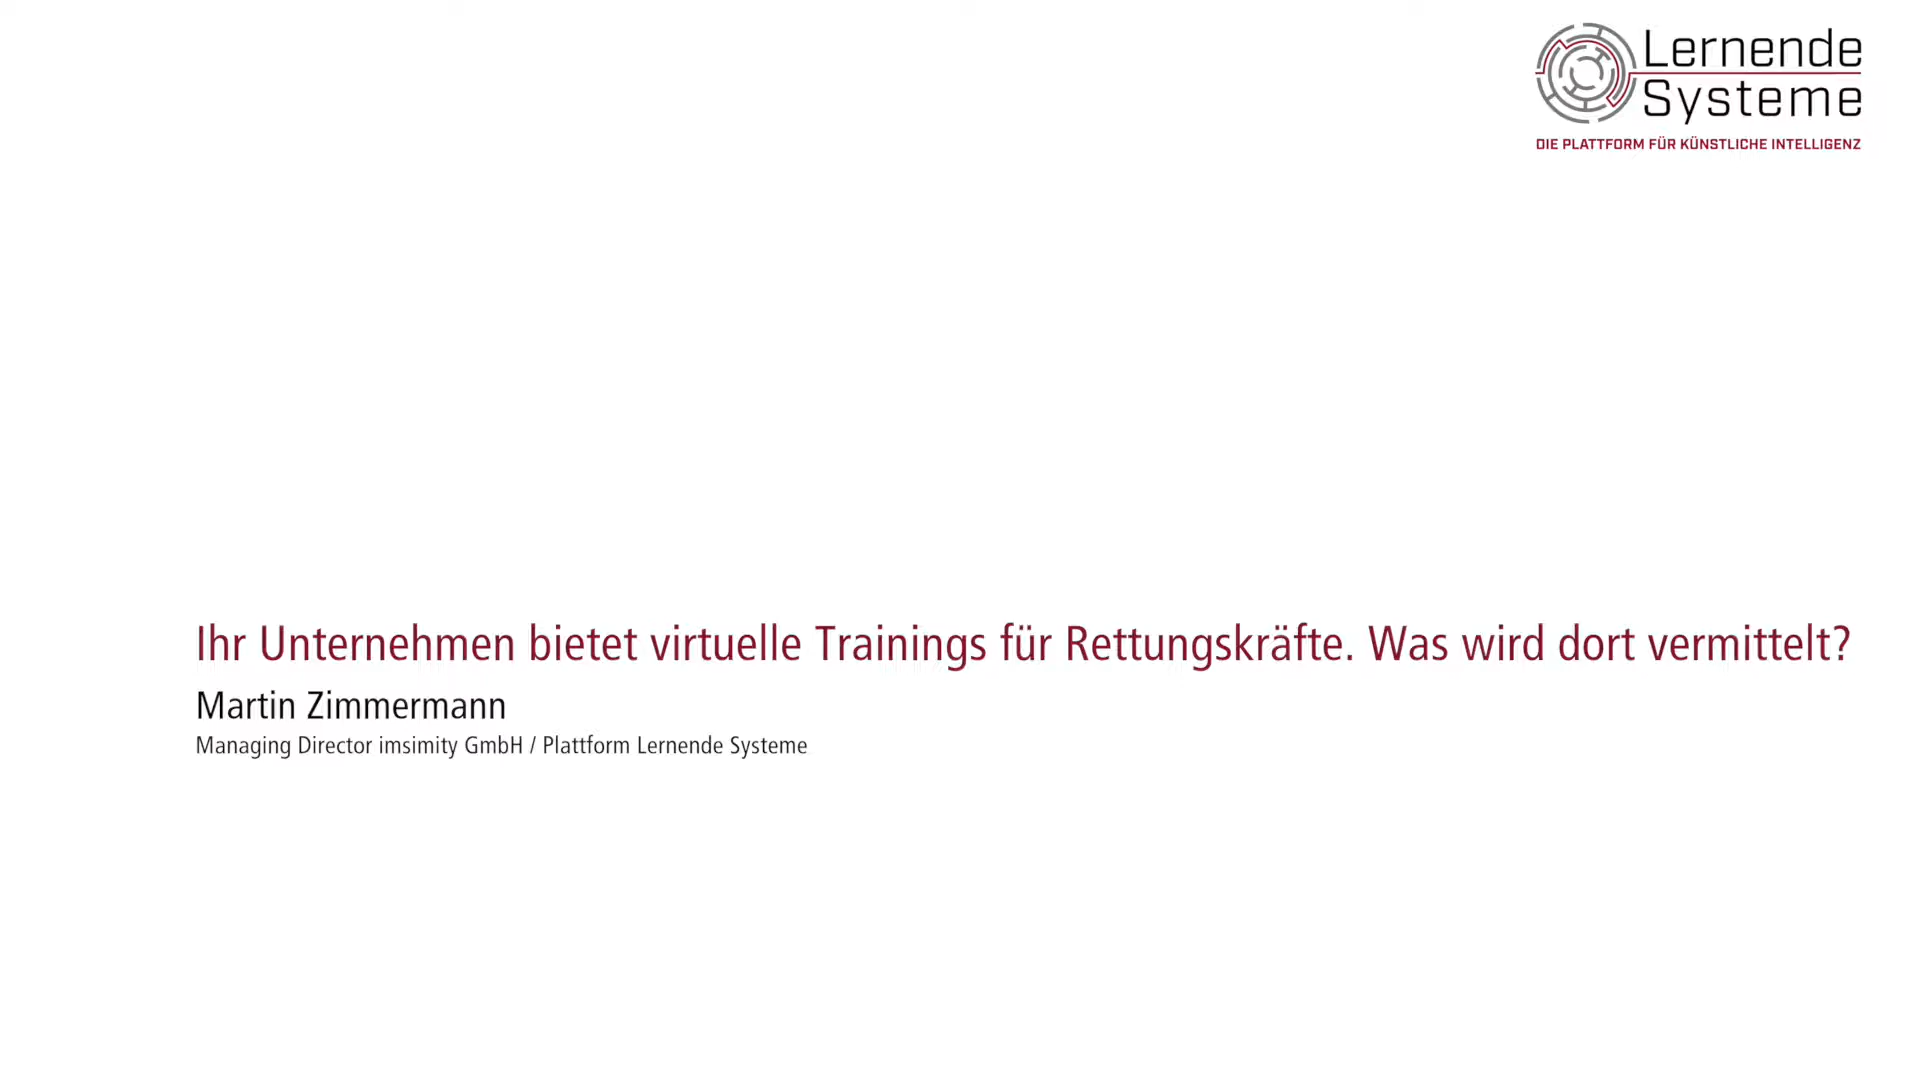 Lernende
Systeme
DIE PLATTFORM FÜR KÜNSTLICHE INTELLIGENZ
Ihr Unternehmen bietet virtuelle Trainings für Rettungskräfte. Was wird dort vermittelt?
Martin Zimmermann
Managing Director imsimity GmbH / Plattform Lernende Systeme